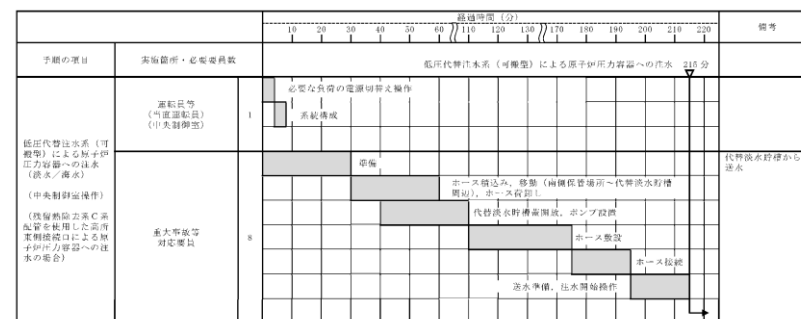 経過時間（分）
備考
10 20 30 40 50 60 110 120 130 160 170 180 190 200 210 220
手順の項目
実施箇所・必要要員数
低圧代替注水系（可搬型）による原子炉圧力容器への注水 215分
低圧代替注水系（可
搬型）による原子炉
圧力容器への注水
（淡水／海水）
（中央制御室操作）
（残留熱除去系Ｃ系
配管を使用した高所
東側接続口による原
子炉圧力容器への注
水の場合）
運転員等
（当直運転員）
（中央制御室）
1
必要な負荷の電源切替え操作
系統構成
重大事故等
対応要員
8
準備
ホース積込み，移動（南側保管場所～代替淡水貯槽
周辺），ホース荷卸し
代替淡水貯槽蓋開放，ポンプ設置
ホース敷設
ホース接続
送水準備，注水開始操作
代替淡水貯槽から
送水